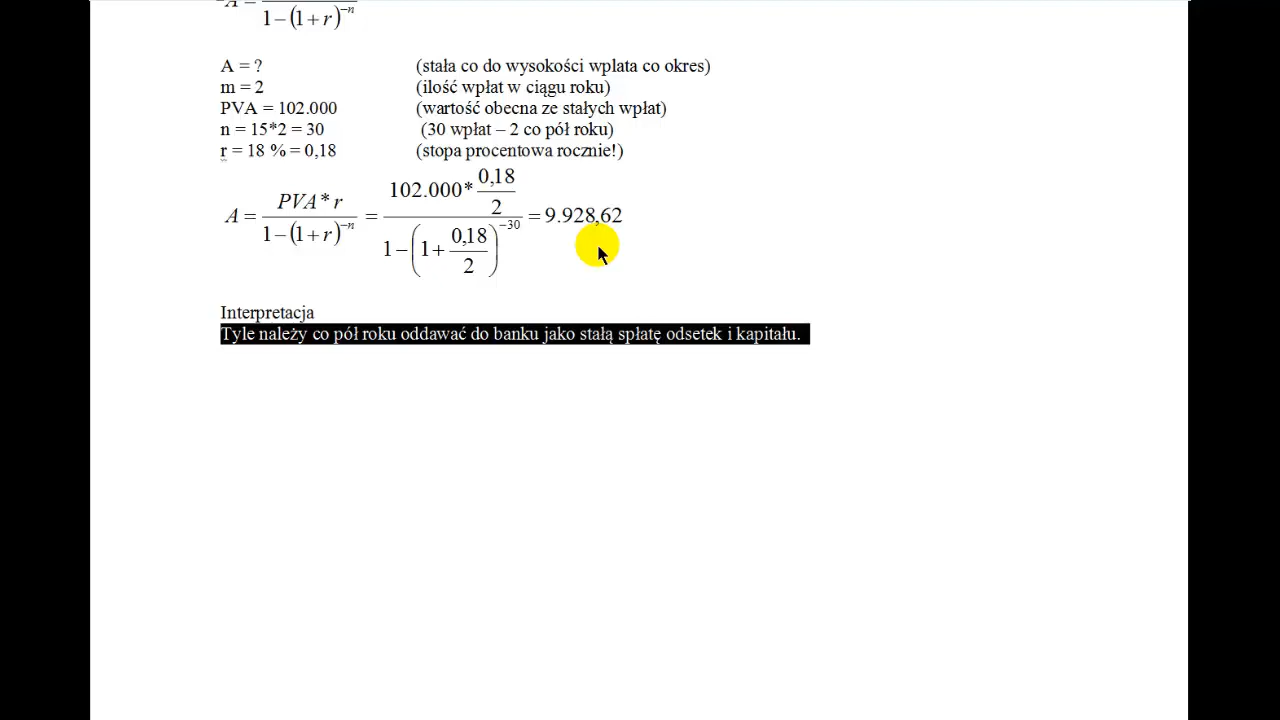 A =
1−(1+r)^−n
A = ? (stała co do wysokości wplata co okres)
m = 2 (ilość wpłat w ciągu roku)
PVA = 102.000 (wartość obecna ze stałych wpłat)
n = 15*2 = 30 (30 wpłat – 2 co pół roku)
r = 18 % = 0,18 (stopa procentowa rocznie!)
A = (PVA * r) / (1−(1+r)^−n) = (102.000 * 0,18/2) / (1−(1+0,18/2)^−30) = 9.928,62
Interpretacja
Tyle należy co pół roku oddawać do banku jako stałą spłatę odsetek i kapitału.